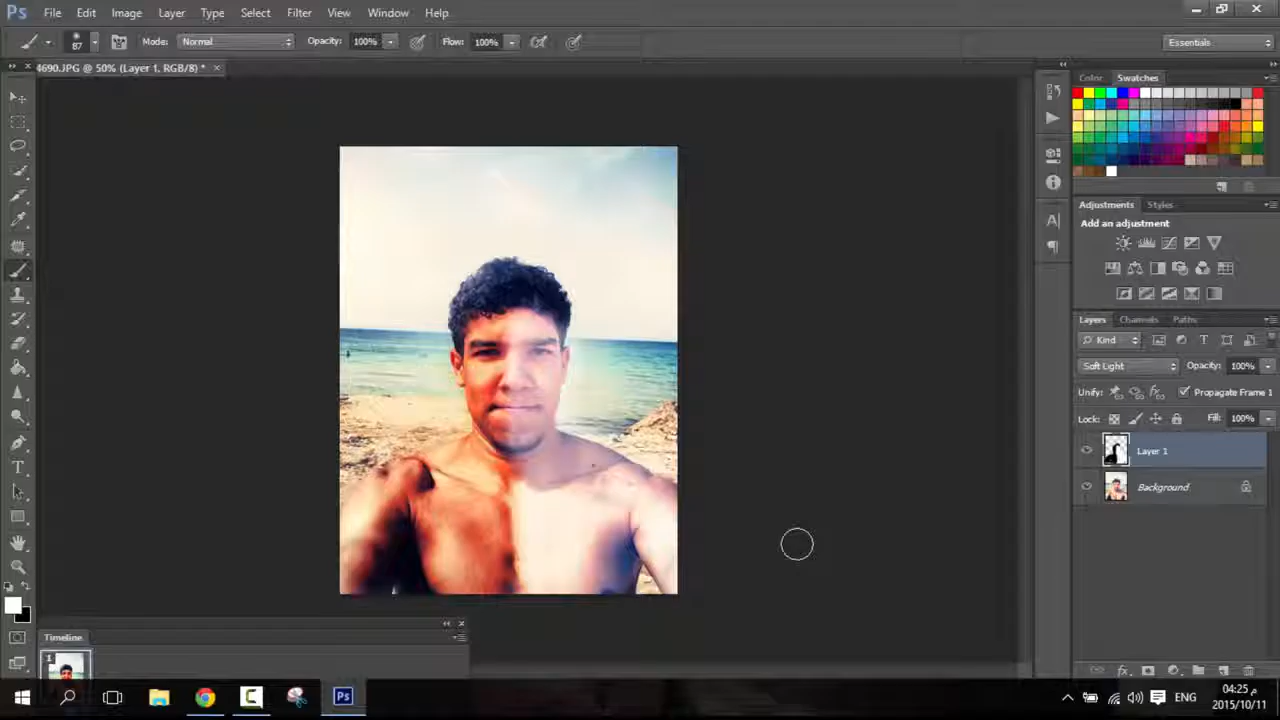 Ps File Edit Image Layer Type Select Filter View Window Help
87 Mode: Normal Opacity: 100% Flow: 100% Essentials
4690.JPG @ 50% (Layer 1, RGB/8) * ×
Color Swatches
Adjustments Styles
Add an adjustment
Layers Channels Paths
Kind
Soft Light Opacity: 100%
Unify: Propagate Frame 1
Lock: Fill: 100%
Layer 1
Background
Timeline
1
Ps ENG 04:25 م
2015/10/11